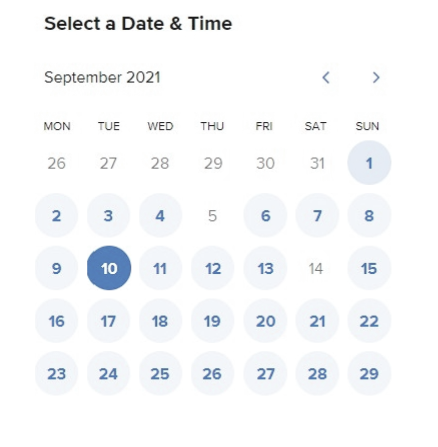 Select a Date & Time
September 2021
MON TUE WED THU FRI SAT SUN
26 27 28 29 30 31 1
2 3 4 5 6 7 8
9 10 11 12 13 14 15
16 17 18 19 20 21 22
23 24 25 26 27 28 29